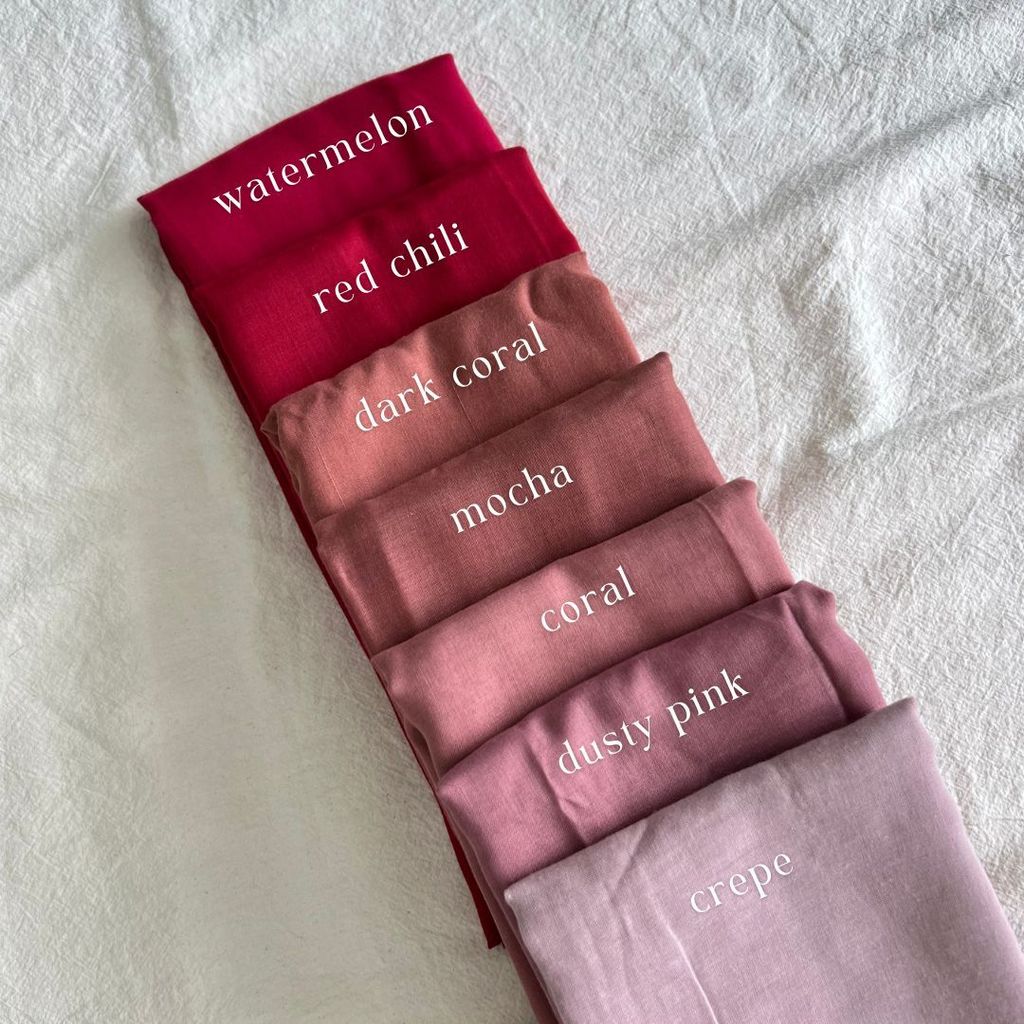 watermelon
red chili
dark coral
mocha
coral
dusty pink
crepe